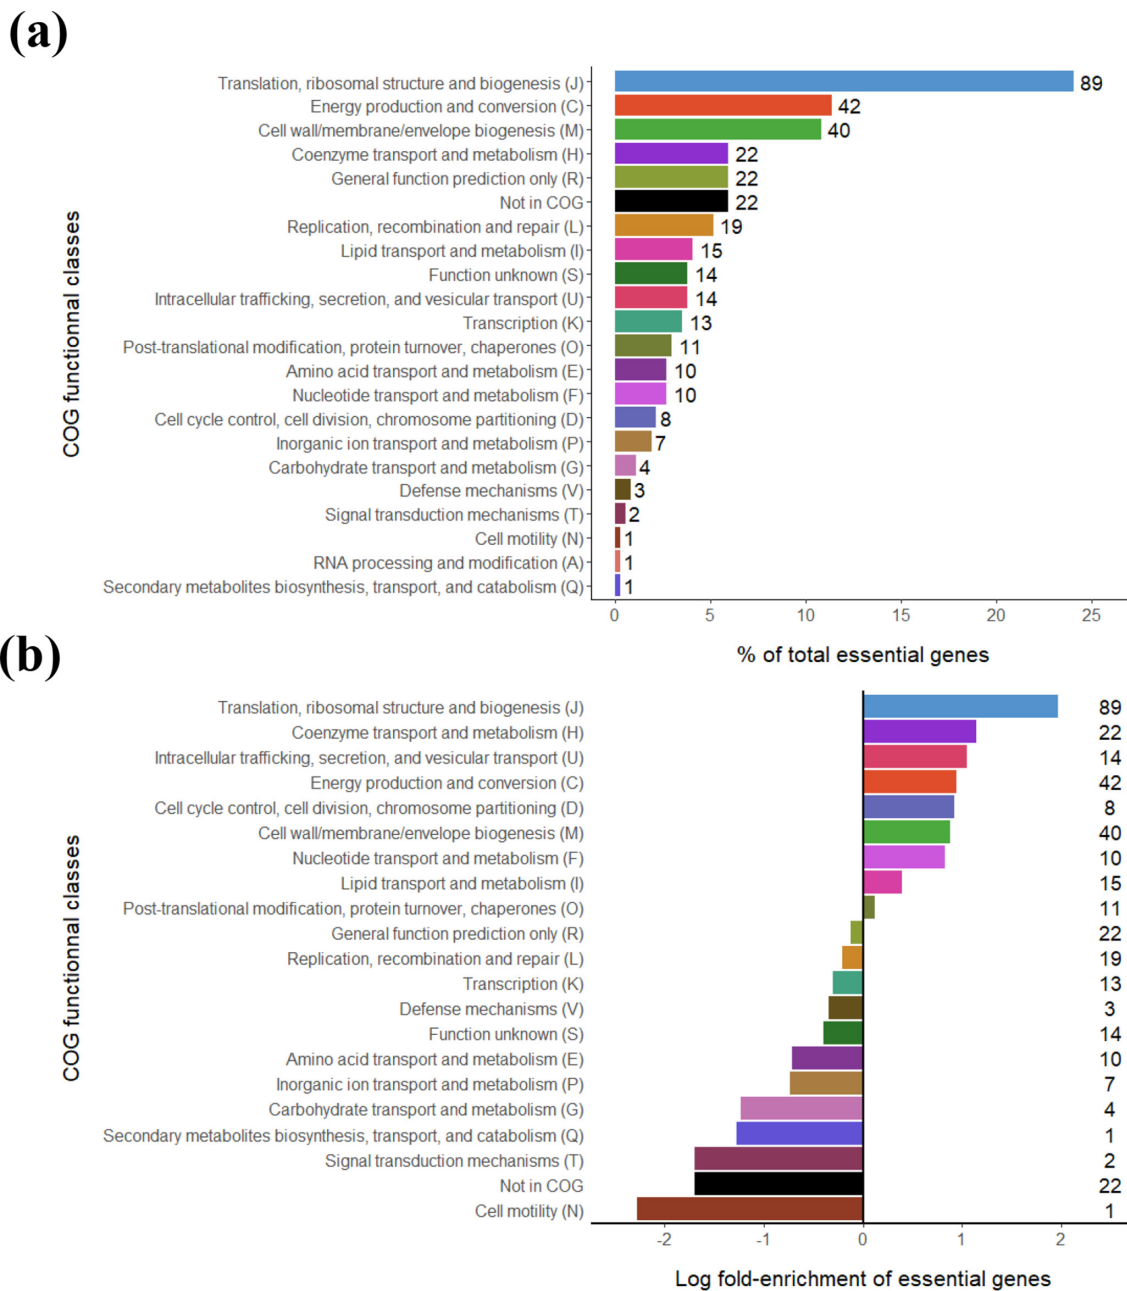 (a)
COG functionnal classes
Translation, ribosomal structure and biogenesis (J) 89
Energy production and conversion (C) 42
Cell wall/membrane/envelope biogenesis (M) 40
Coenzyme transport and metabolism (H) 22
General function prediction only (R) 22
Not in COG 22
Replication, recombination and repair (L) 19
Lipid transport and metabolism (I) 15
Function unknown (S) 14
Intracellular trafficking, secretion, and vesicular transport (U) 14
Transcription (K) 13
Post-translational modification, protein turnover, chaperones (O) 11
Amino acid transport and metabolism (E) 10
Nucleotide transport and metabolism (F) 10
Cell cycle control, cell division, chromosome partitioning (D) 8
Inorganic ion transport and metabolism (P) 7
Carbohydrate transport and metabolism (G) 4
Defense mechanisms (V) 3
Signal transduction mechanisms (T) 2
Cell motility (N) 1
RNA processing and modification (A) 1
Secondary metabolites biosynthesis, transport, and catabolism (Q) 1
0 5 10 15 20 25
% of total essential genes
(b)
COG functionnal classes
Translation, ribosomal structure and biogenesis (J) 89
Coenzyme transport and metabolism (H) 22
Intracellular trafficking, secretion, and vesicular transport (U) 14
Energy production and conversion (C) 42
Cell cycle control, cell division, chromosome partitioning (D) 8
Cell wall/membrane/envelope biogenesis (M) 40
Nucleotide transport and metabolism (F) 10
Lipid transport and metabolism (I) 15
Post-translational modification, protein turnover, chaperones (O) 11
General function prediction only (R) 22
Replication, recombination and repair (L) 19
Transcription (K) 13
Defense mechanisms (V) 3
Function unknown (S) 14
Amino acid transport and metabolism (E) 10
Inorganic ion transport and metabolism (P) 7
Carbohydrate transport and metabolism (G) 4
Secondary metabolites biosynthesis, transport, and catabolism (Q) 1
Signal transduction mechanisms (T) 2
Not in COG 22
Cell motility (N) 1
-2 -1 0 1 2
Log fold-enrichment of essential genes